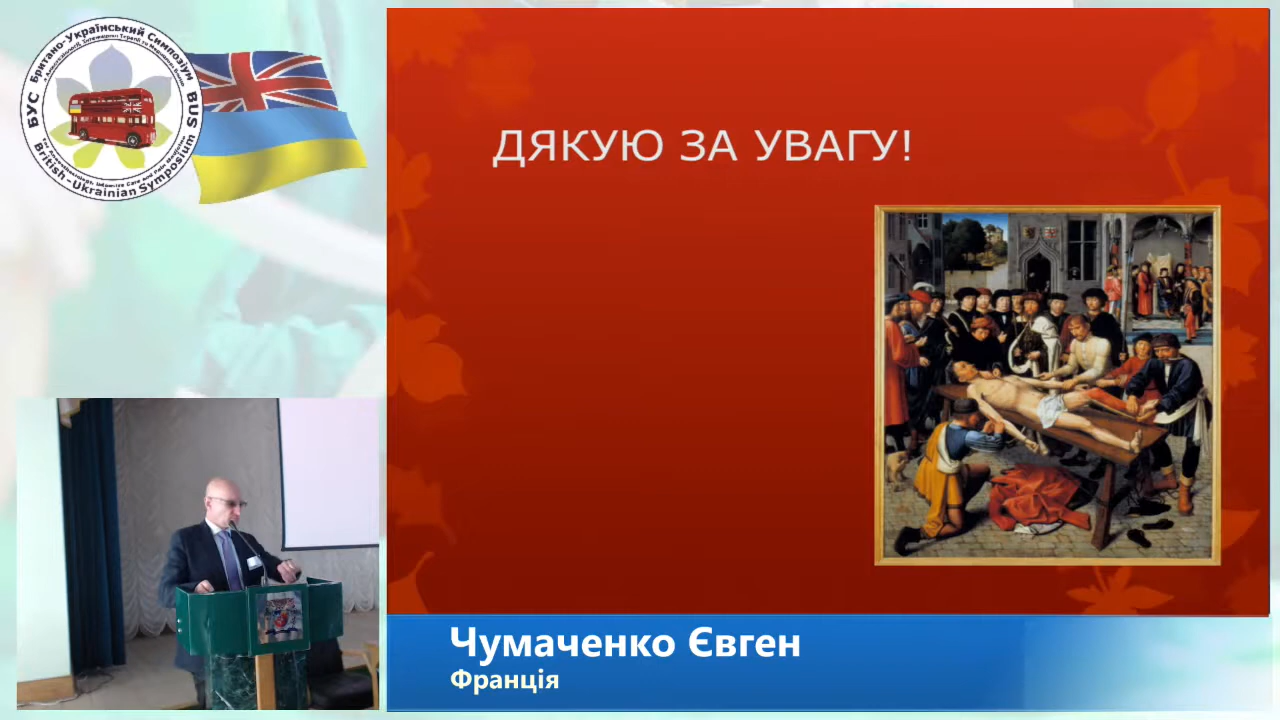 Британо-Український Симпозіум
БУС
BUS
British-Ukrainian Symposium
ДЯКУЮ ЗА УВАГУ!
Чумаченко Євген
Франція